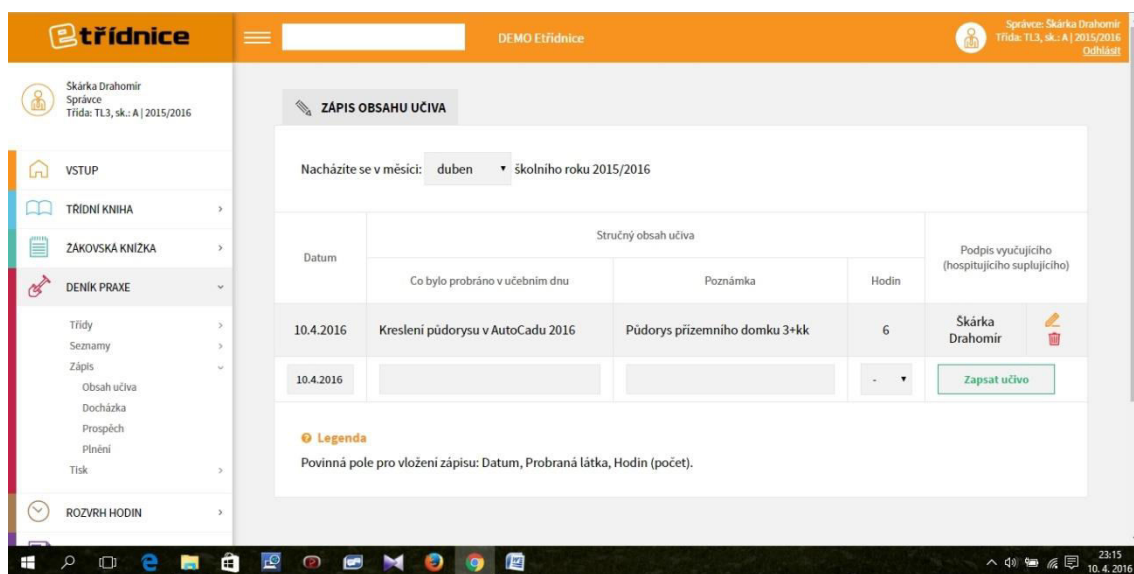 etřídnice
DEMO Etřídnice
Správce: Škárka Drahomír
Třída: TL3, sk.: A | 2015/2016
Odhlásit
Škárka Drahomír
Správce
Třída: TL3, sk.: A | 2015/2016
VSTUP
TŘÍDNÍ KNIHA
ŽÁKOVSKÁ KNÍŽKA
DENÍK PRAXE
Třídy
Seznamy
Zápis
Obsah učiva
Docházka
Prospěch
Plnění
Tisk
ROZVRH HODIN
ZÁPIS OBSAHU UČIVA
Nacházíte se v měsíci: duben školního roku 2015/2016
Datum
Stručný obsah učiva
Podpis vyučujícího
(hospitujícího suplujícího)
Co bylo probráno v učebním dnu
Poznámka
Hodin
10.4.2016 Kreslení půdorysu v AutoCadu 2016 Půdorys přízemního domku 3+kk 6 Škárka
Drahomír
10.4.2016 - Zapsat učivo
Legenda
Povinná pole pro vložení zápisu: Datum, Probraná látka, Hodin (počet).
23:15
10. 4. 2016